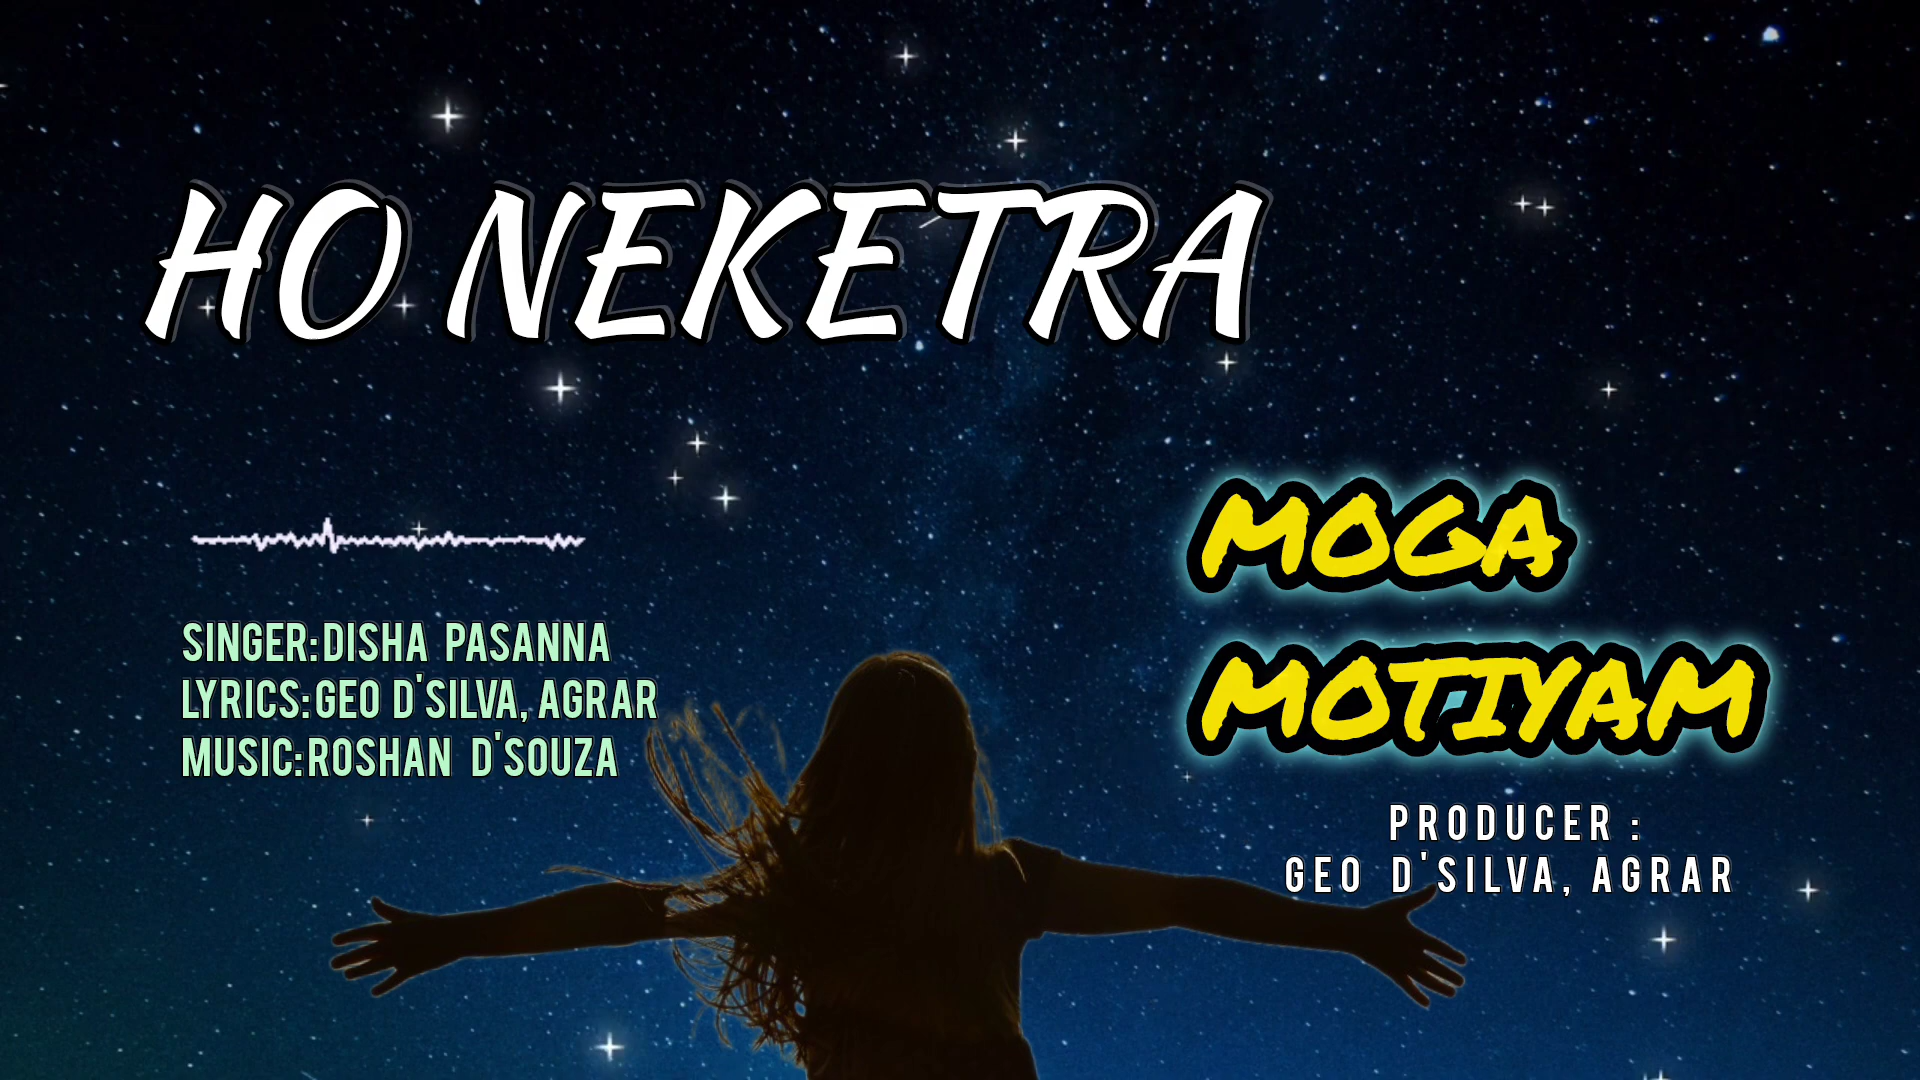 HO NEKETRA
SINGER:DISHA PASANNA
LYRICS:GEO D'SILVA, AGRAR
MUSIC:ROSHAN D'SOUZA
MOGA
MOTIYAM
PRODUCER :
GEO D'SILVA, AGRAR